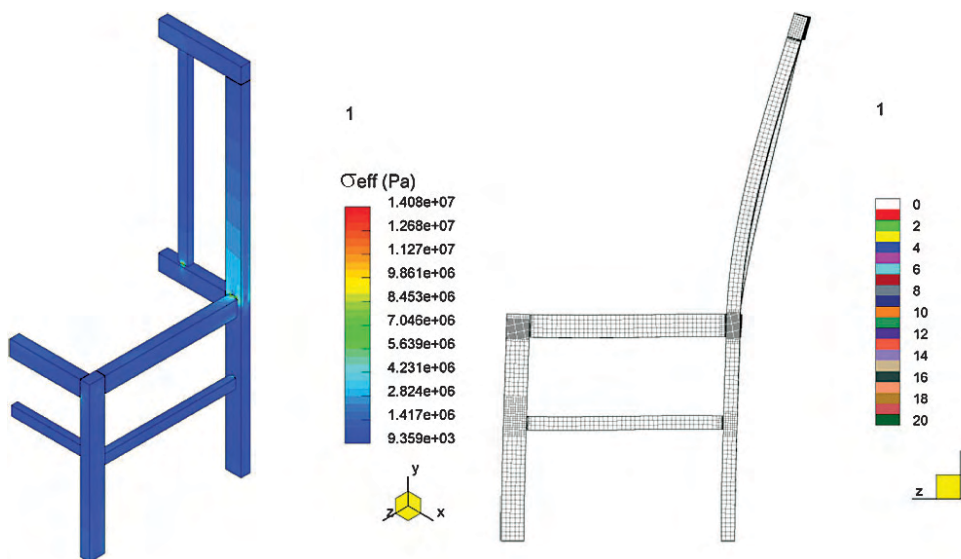 1
σeff (Pa)
1.408e+07
1.268e+07
1.127e+07
9.861e+06
8.453e+06
7.046e+06
5.639e+06
4.231e+06
2.824e+06
1.417e+06
9.359e+03
y
z
x
1
0
2
4
6
8
10
12
14
16
18
20
z